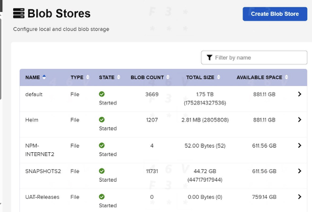 Blob Stores
Create Blob Store
Configure local and cloud blob storage
Filter by name
NAME TYPE STATE BLOB COUNT TOTAL SIZE AVAILABLE SPACE
default File Started 3669 1.75 TB (1752814327536) 881.11 GB
Helm File Started 1207 2.81 MB (2805808) 881.11 GB
NPM-INTERNET2 File Started 4 52.00 Bytes (52) 611.56 GB
SNAPSHOTS2 File Started 11731 44.72 GB (44717917944) 611.56 GB
UAT-Releases File Started 0 0.00 Bytes (0) 759.14 GB